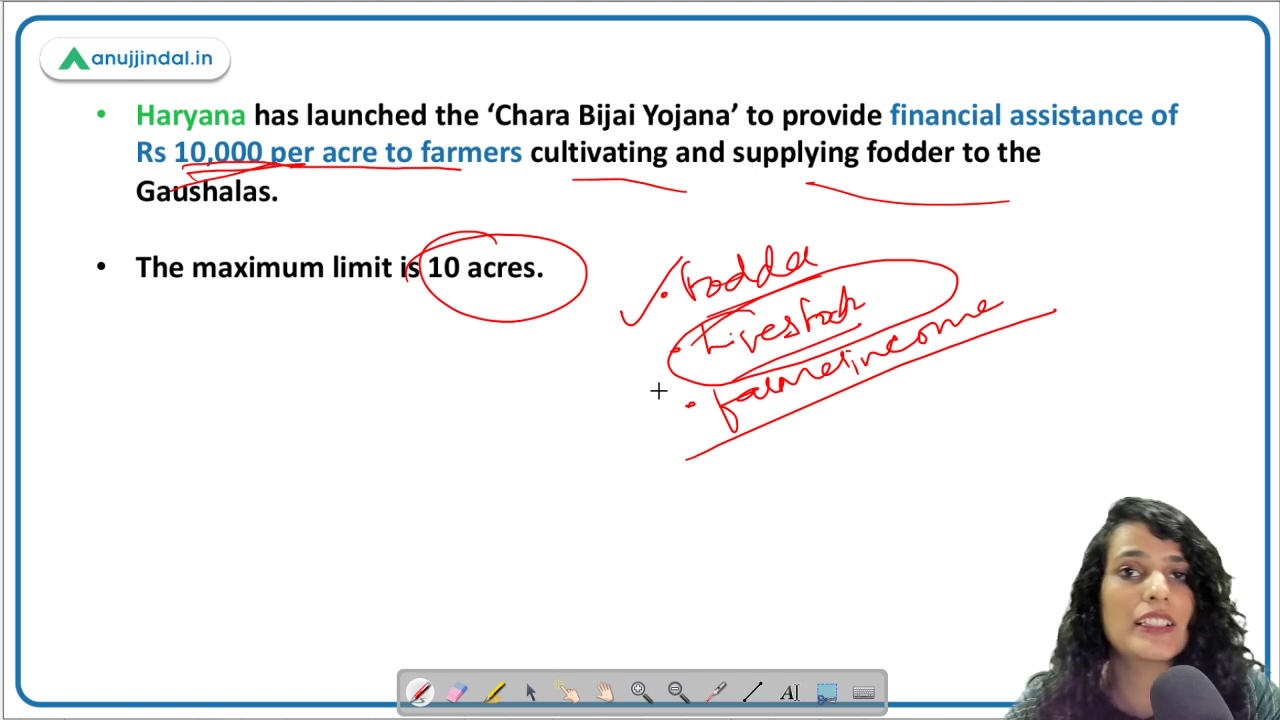 anujjindal.in
Haryana has launched the ‘Chara Bijai Yojana’ to provide financial assistance of
Rs 10,000 per acre to farmers cultivating and supplying fodder to the
Gaushalas.
The maximum limit is 10 acres.
Fodder
Livestock
farmer income
AI